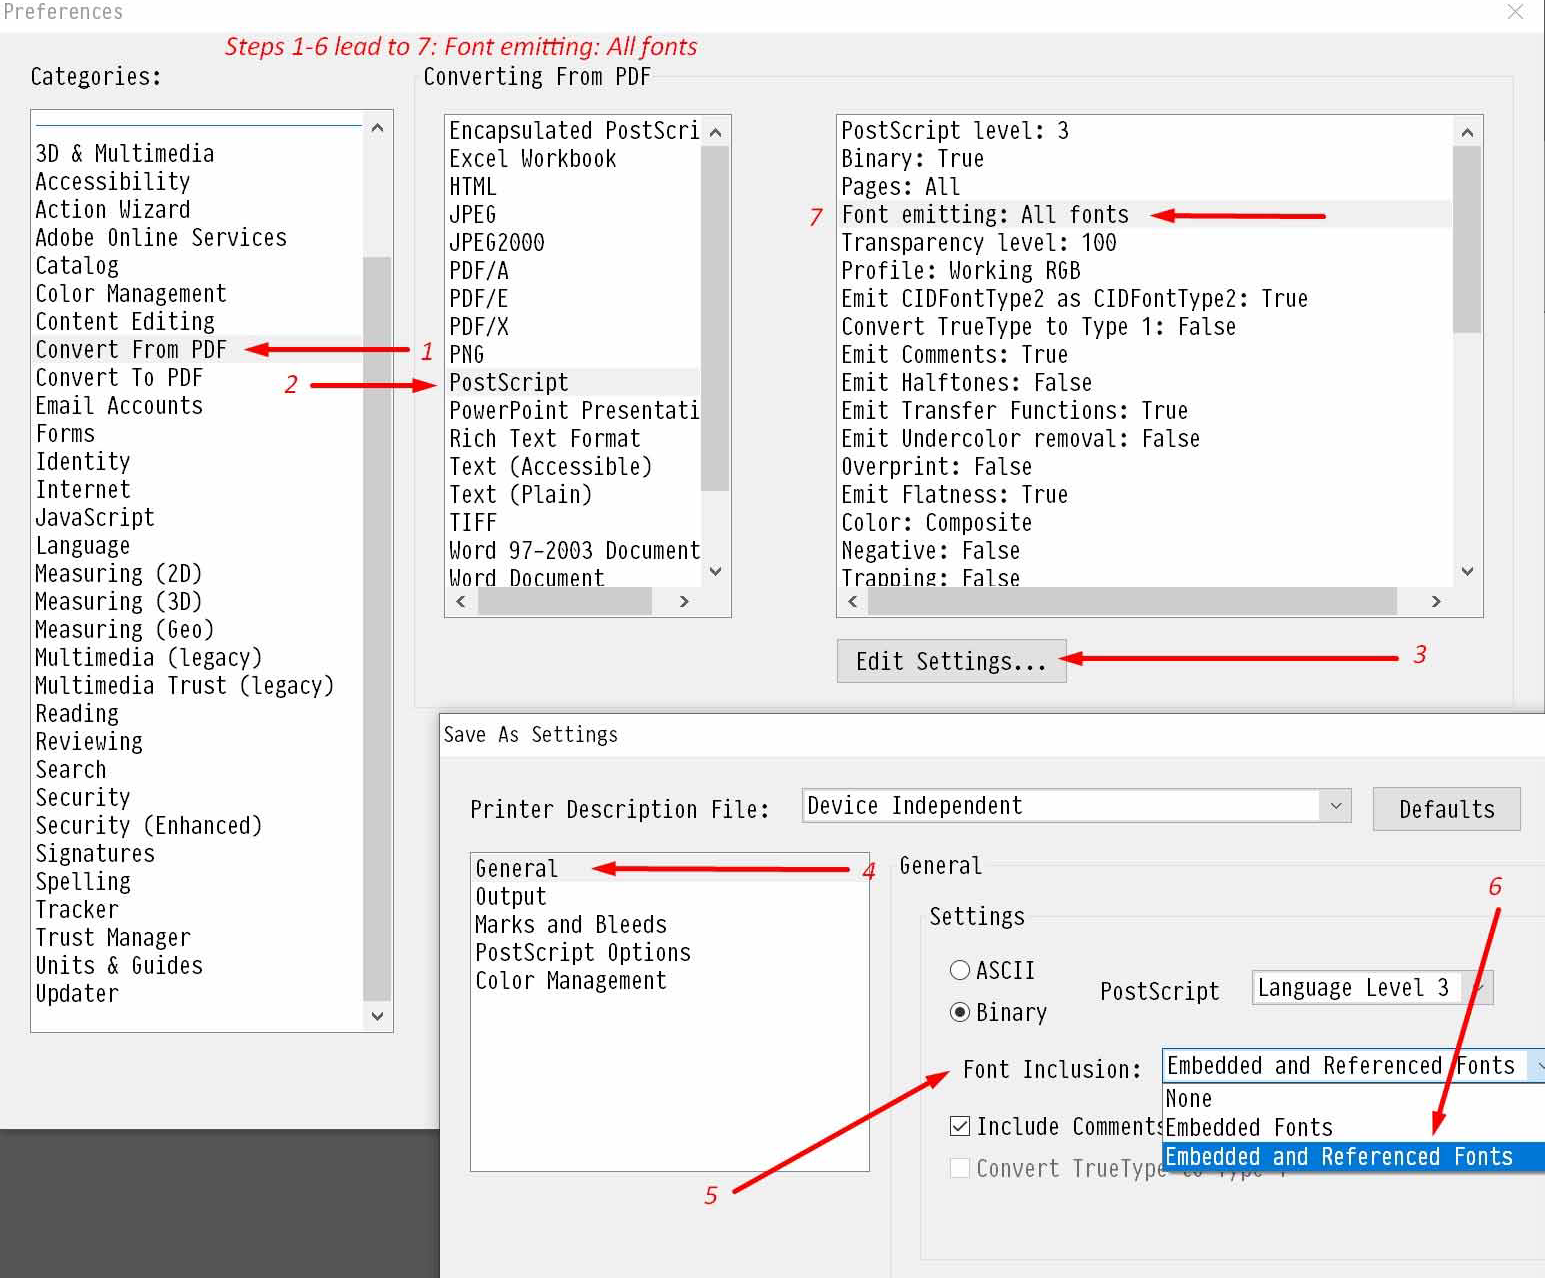 Preferences
Steps 1-6 lead to 7: Font emitting: All fonts
Categories:
3D & Multimedia
Accessibility
Action Wizard
Adobe Online Services
Catalog
Color Management
Content Editing
Convert From PDF
1
Convert To PDF
2
Email Accounts
Forms
Identity
Internet
JavaScript
Language
Measuring (2D)
Measuring (3D)
Measuring (Geo)
Multimedia (legacy)
Multimedia Trust (legacy)
Reading
Reviewing
Search
Security
Security (Enhanced)
Signatures
Spelling
Tracker
Trust Manager
Units & Guides
Updater
Converting From PDF
Encapsulated PostScri
Excel Workbook
HTML
JPEG
JPEG2000
PDF/A
PDF/E
PDF/X
PNG
PostScript
PowerPoint Presentati
Rich Text Format
Text (Accessible)
Text (Plain)
TIFF
Word 97-2003 Document
Word Document
PostScript level: 3
Binary: True
Pages: All
7
Font emitting: All fonts
Transparency level: 100
Profile: Working RGB
Emit CIDFontType2 as CIDFontType2: True
Convert TrueType to Type 1: False
Emit Comments: True
Emit Halftones: False
Emit Transfer Functions: True
Emit Undercolor removal: False
Overprint: False
Emit Flatness: True
Color: Composite
Negative: False
Trapping: False
Edit Settings...
3
Save As Settings
Printer Description File:
Device Independent
Defaults
General
4
Output
Marks and Bleeds
PostScript Options
Color Management
General
6
Settings
ASCII
Binary
PostScript
Language Level 3
Font Inclusion:
Embedded and Referenced Fonts
None
Embedded Fonts
Embedded and Referenced Fonts
Include Comments
Convert TrueType to Type 1
5